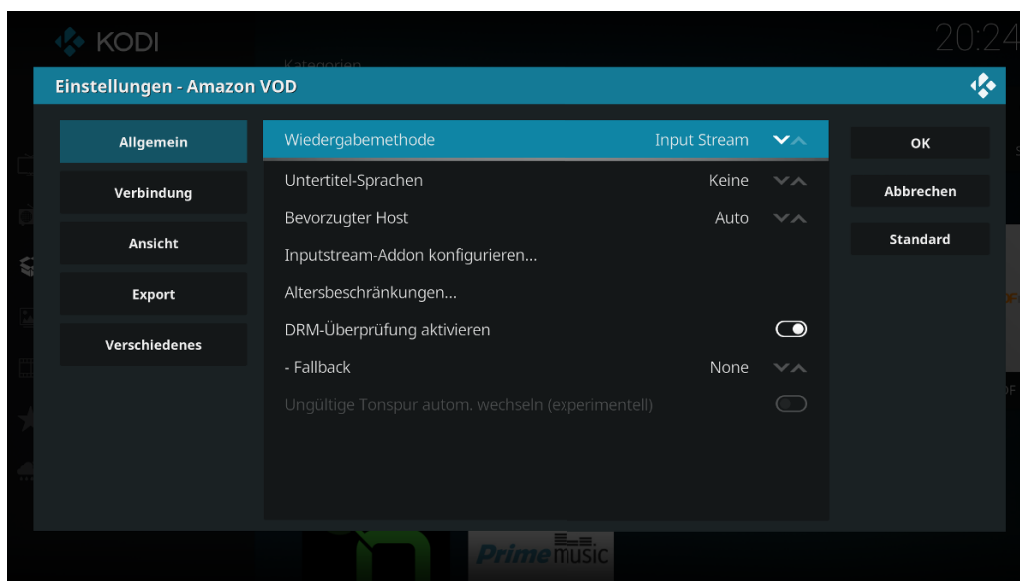 KODI
20:24
Kategorien
Einstellungen - Amazon VOD
Allgemein
Verbindung
Ansicht
Export
Verschiedenes
Wiedergabemethode Input Stream
Untertitel-Sprachen Keine
Bevorzugter Host Auto
Inputstream-Addon konfigurieren...
Altersbeschränkungen...
DRM-Überprüfung aktivieren
- Fallback None
Ungültige Tonspur autom. wechseln (experimentell)
OK
Abbrechen
Standard
Prime music